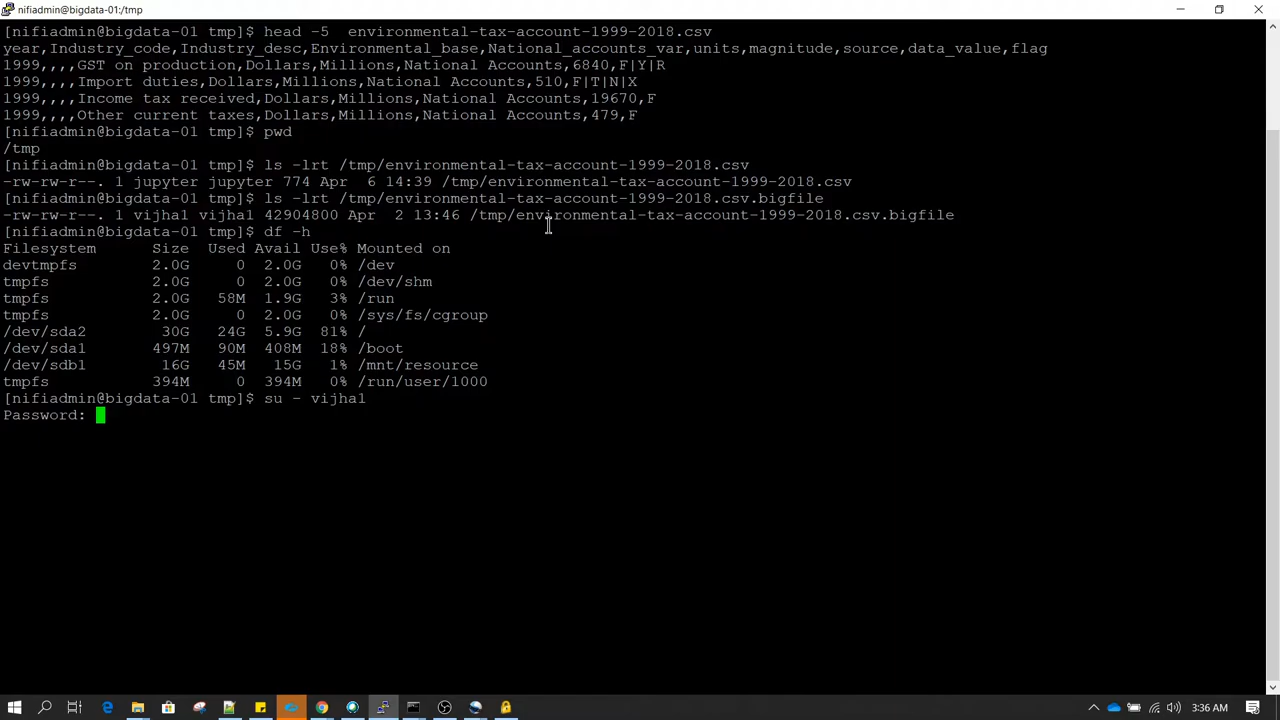 nifiadmin@bigdata-01:/tmp
[nifiadmin@bigdata-01 tmp]$ head -5  environmental-tax-account-1999-2018.csv
year,Industry_code,Industry_desc,Environmental_base,National_accounts_var,units,magnitude,source,data_value,flag
1999,,,,GST on production,Dollars,Millions,National Accounts,6840,F|Y|R
1999,,,,Import duties,Dollars,Millions,National Accounts,510,F|T|N|X
1999,,,,Income tax received,Dollars,Millions,National Accounts,19670,F
1999,,,,Other current taxes,Dollars,Millions,National Accounts,479,F
[nifiadmin@bigdata-01 tmp]$ pwd
/tmp
[nifiadmin@bigdata-01 tmp]$ ls -lrt /tmp/environmental-tax-account-1999-2018.csv
-rw-rw-r--. 1 jupyter jupyter 774 Apr  6 14:39 /tmp/environmental-tax-account-1999-2018.csv
[nifiadmin@bigdata-01 tmp]$ ls -lrt /tmp/environmental-tax-account-1999-2018.csv.bigfile
-rw-rw-r--. 1 vijha1 vijha1 42904800 Apr  2 13:46 /tmp/environmental-tax-account-1999-2018.csv.bigfile
[nifiadmin@bigdata-01 tmp]$ df -h
Filesystem      Size  Used Avail Use% Mounted on
devtmpfs        2.0G     0  2.0G   0% /dev
tmpfs           2.0G     0  2.0G   0% /dev/shm
tmpfs           2.0G   58M  1.9G   3% /run
tmpfs           2.0G     0  2.0G   0% /sys/fs/cgroup
/dev/sda2        30G   24G  5.9G  81% /
/dev/sda1       497M   90M  408M  18% /boot
/dev/sdb1        16G   45M   15G   1% /mnt/resource
tmpfs           394M     0  394M   0% /run/user/1000
[nifiadmin@bigdata-01 tmp]$ su - vijha1
Password:
3:36 AM